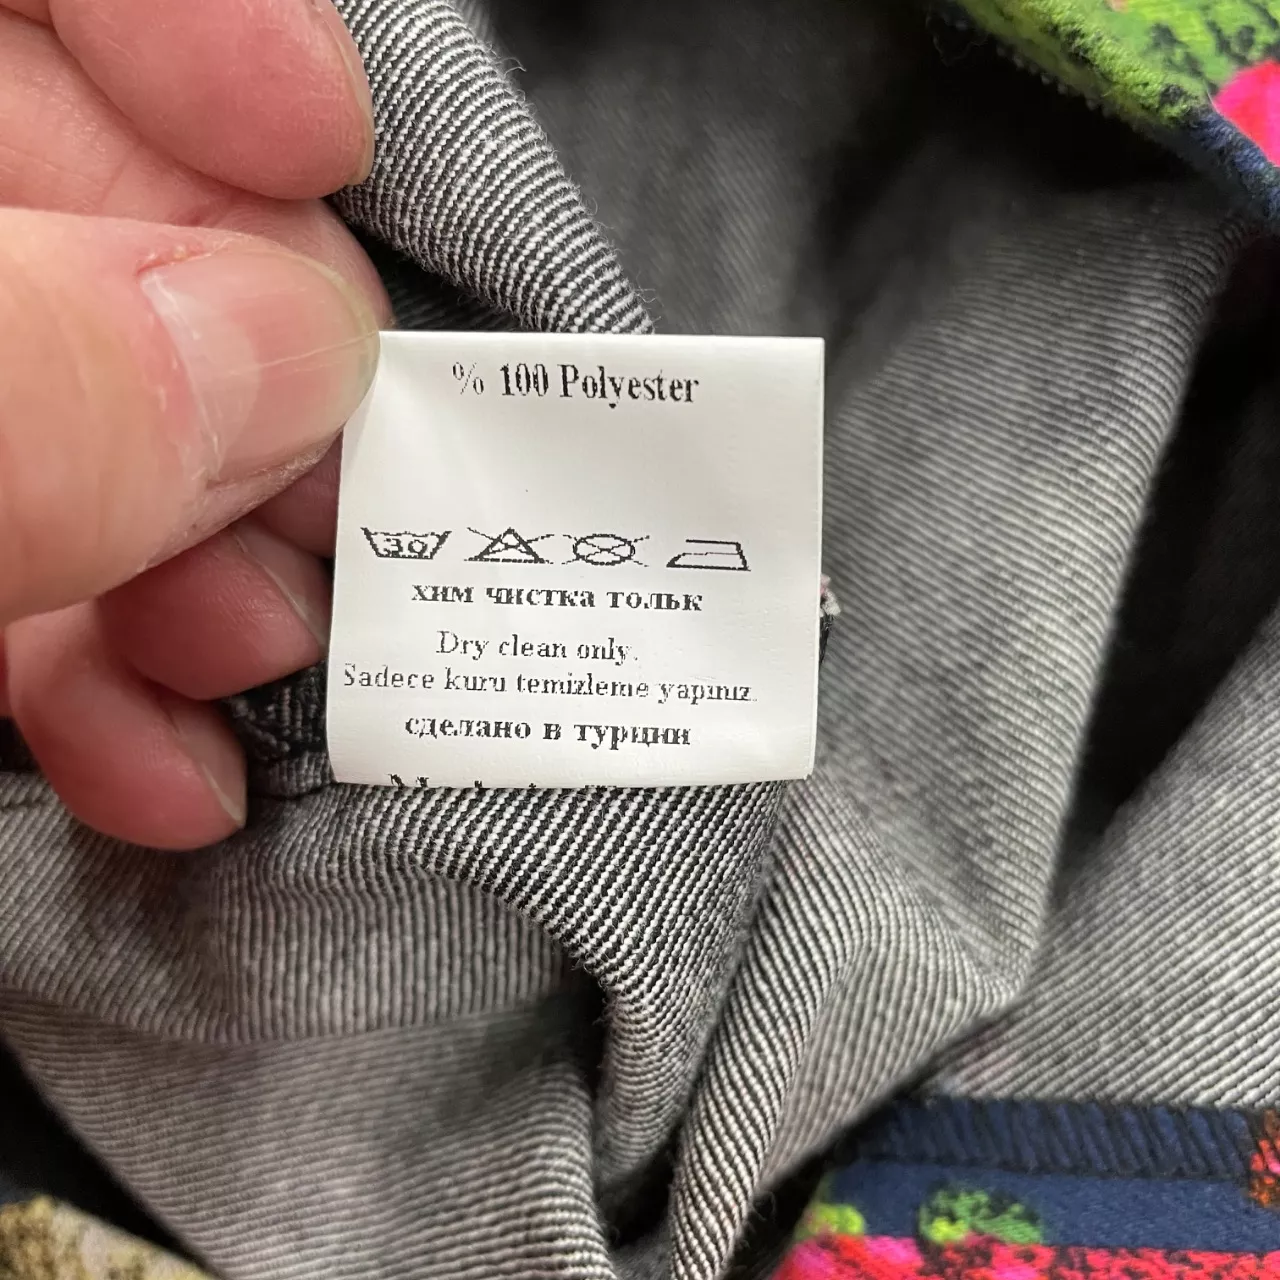 % 100 Polyester
30
хим чистка тольк
Dry clean only.
Sadece kuru temizleme yapınız.
сделано в турции